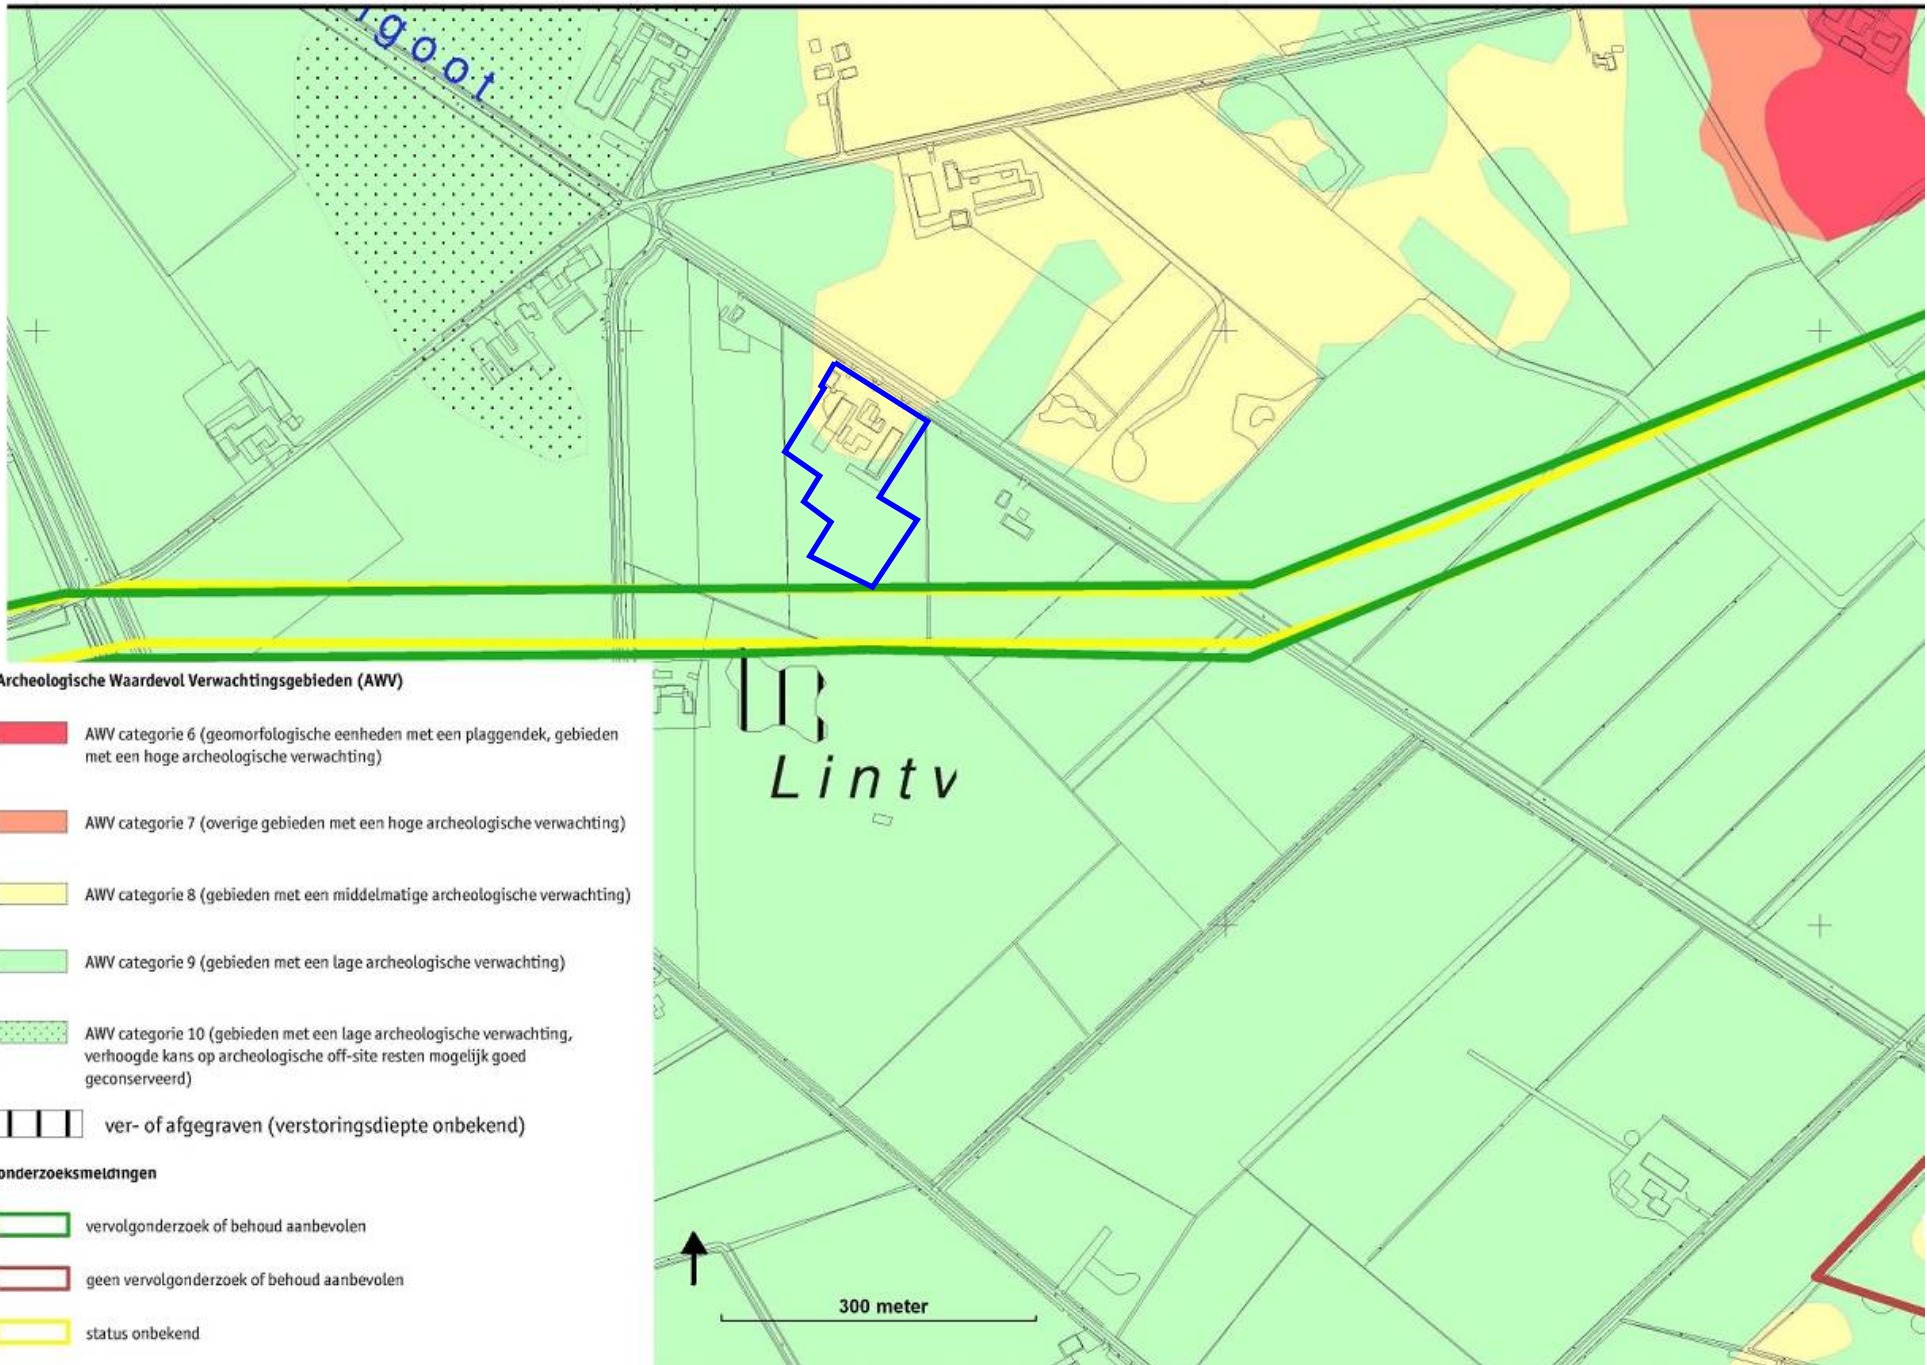 goot
Archeologische Waardevol Verwachtingsgebieden (AWV)
AWV categorie 6 (geomorfologische eenheden met een plaggendek, gebieden
met een hoge archeologische verwachting)
AWV categorie 7 (overige gebieden met een hoge archeologische verwachting)
AWV categorie 8 (gebieden met een middelmatige archeologische verwachting)
AWV categorie 9 (gebieden met een lage archeologische verwachting)
AWV categorie 10 (gebieden met een lage archeologische verwachting,
verhoogde kans op archeologische off-site resten mogelijk goed
geconserveerd)
ver- of afgegraven (verstoringsdiepte onbekend)
onderzoeksmeldingen
vervolgonderzoek of behoud aanbevolen
geen vervolgonderzoek of behoud aanbevolen
status onbekend
Lintv
300 meter